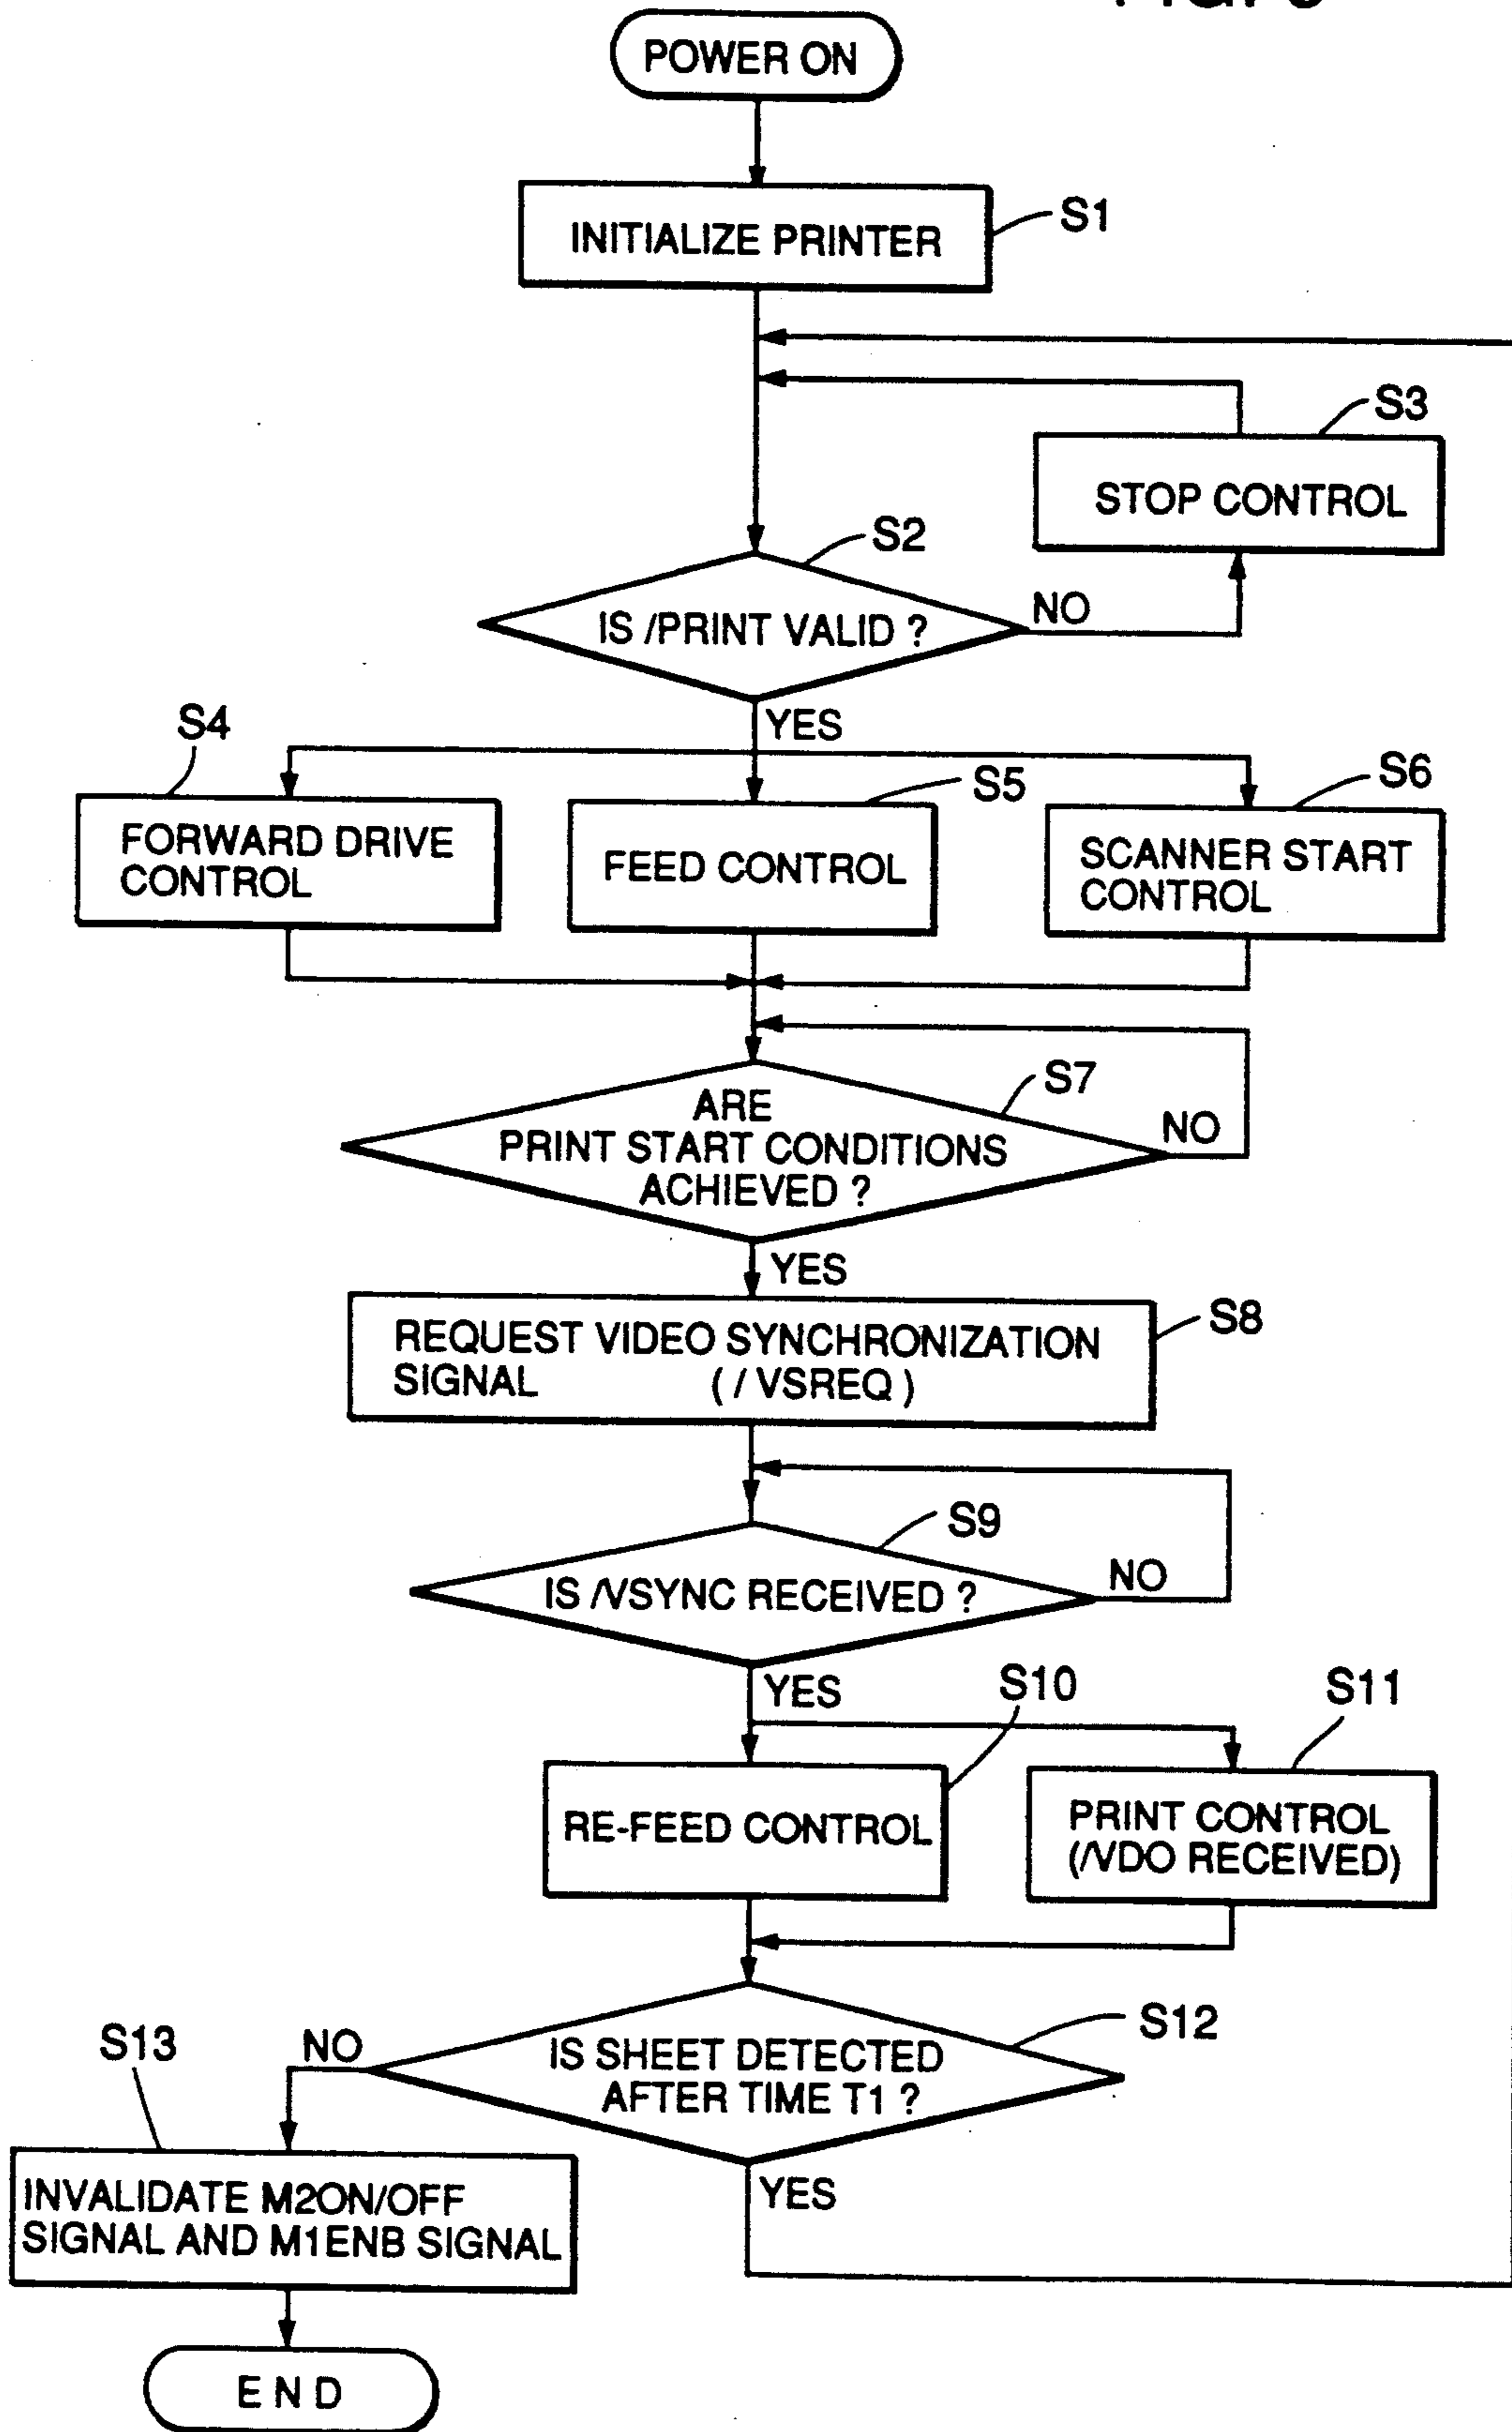 POWER ON
INITIALIZE PRINTER
S1
S3
STOP CONTROL
S2
IS /PRINT VALID ?
NO
YES
S4
S5
S6
FORWARD DRIVE
CONTROL
FEED CONTROL
SCANNER START
CONTROL
S7
ARE
PRINT START CONDITIONS
ACHIEVED ?
NO
YES
S8
REQUEST VIDEO SYNCHRONIZATION
SIGNAL (/VSREQ)
S9
IS /VSYNC RECEIVED ?
NO
YES
S10
S11
RE-FEED CONTROL
PRINT CONTROL
(/VDO RECEIVED)
S12
IS SHEET DETECTED
AFTER TIME T1 ?
S13
NO
YES
INVALIDATE M2ON/OFF
SIGNAL AND M1ENB SIGNAL
END